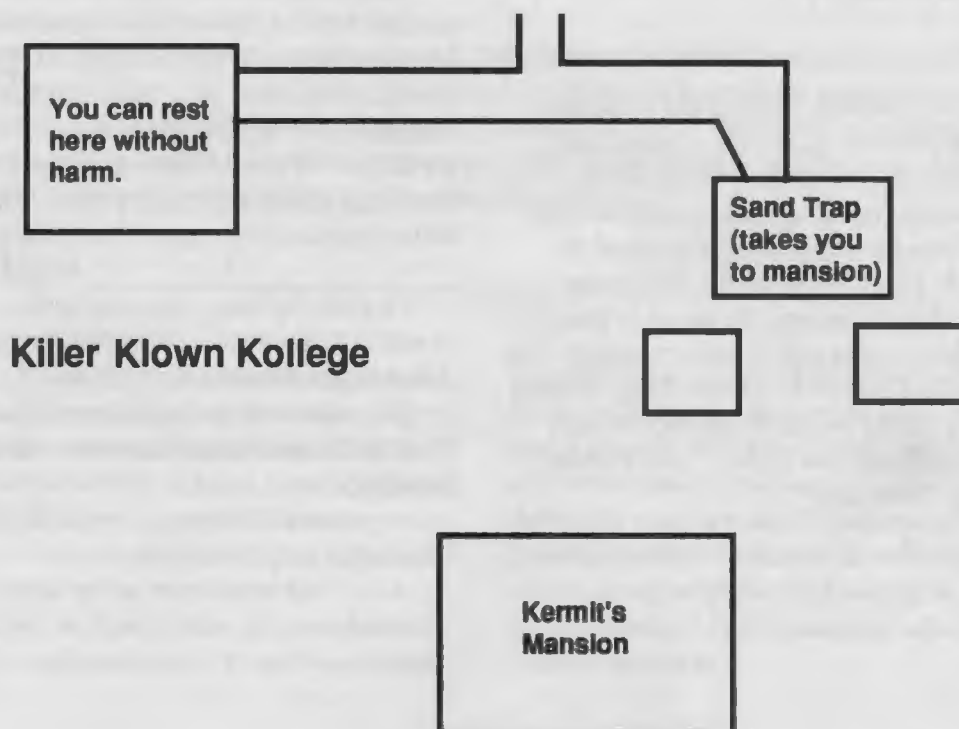 You can rest
here without
harm.
Sand Trap
(takes you
to mansion)
Killer Klown Kollege
Kermit's
Mansion